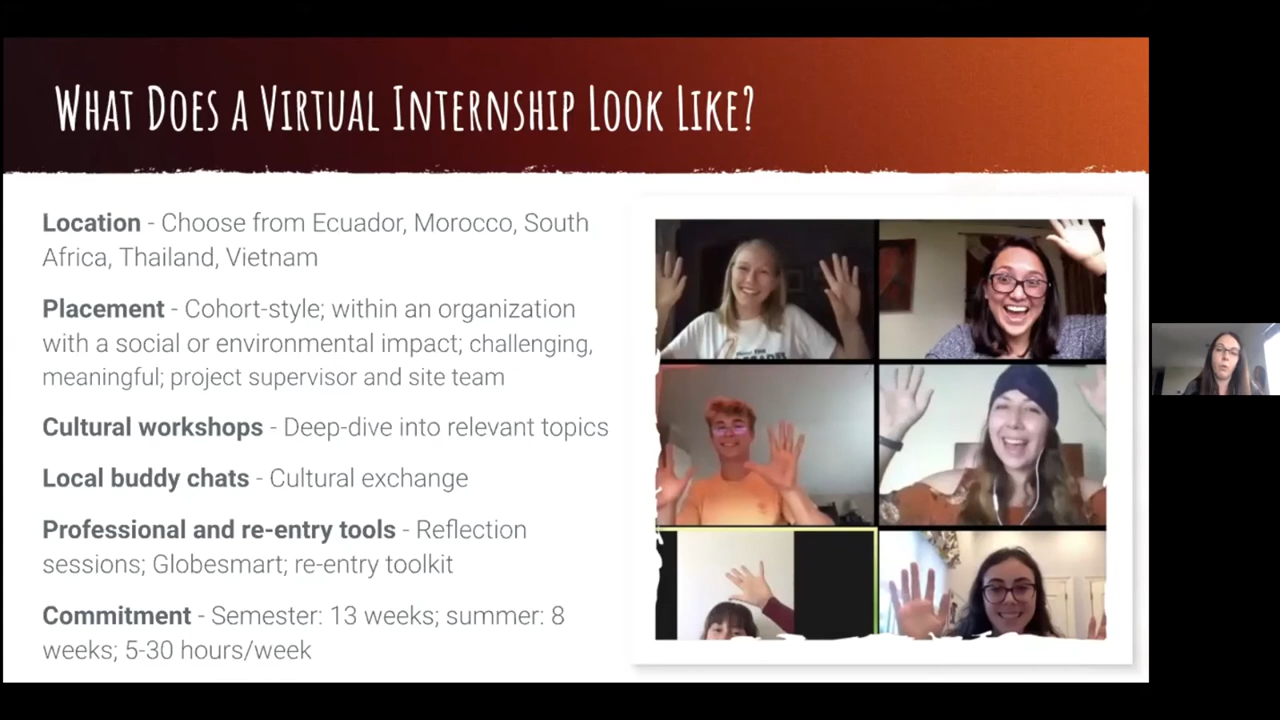 What Does a Virtual Internship Look Like?
Location - Choose from Ecuador, Morocco, South
Africa, Thailand, Vietnam
Placement - Cohort-style; within an organization
with a social or environmental impact; challenging,
meaningful; project supervisor and site team
Cultural workshops - Deep-dive into relevant topics
Local buddy chats - Cultural exchange
Professional and re-entry tools - Reflection
sessions; Globesmart; re-entry toolkit
Commitment - Semester: 13 weeks; summer: 8
weeks; 5-30 hours/week